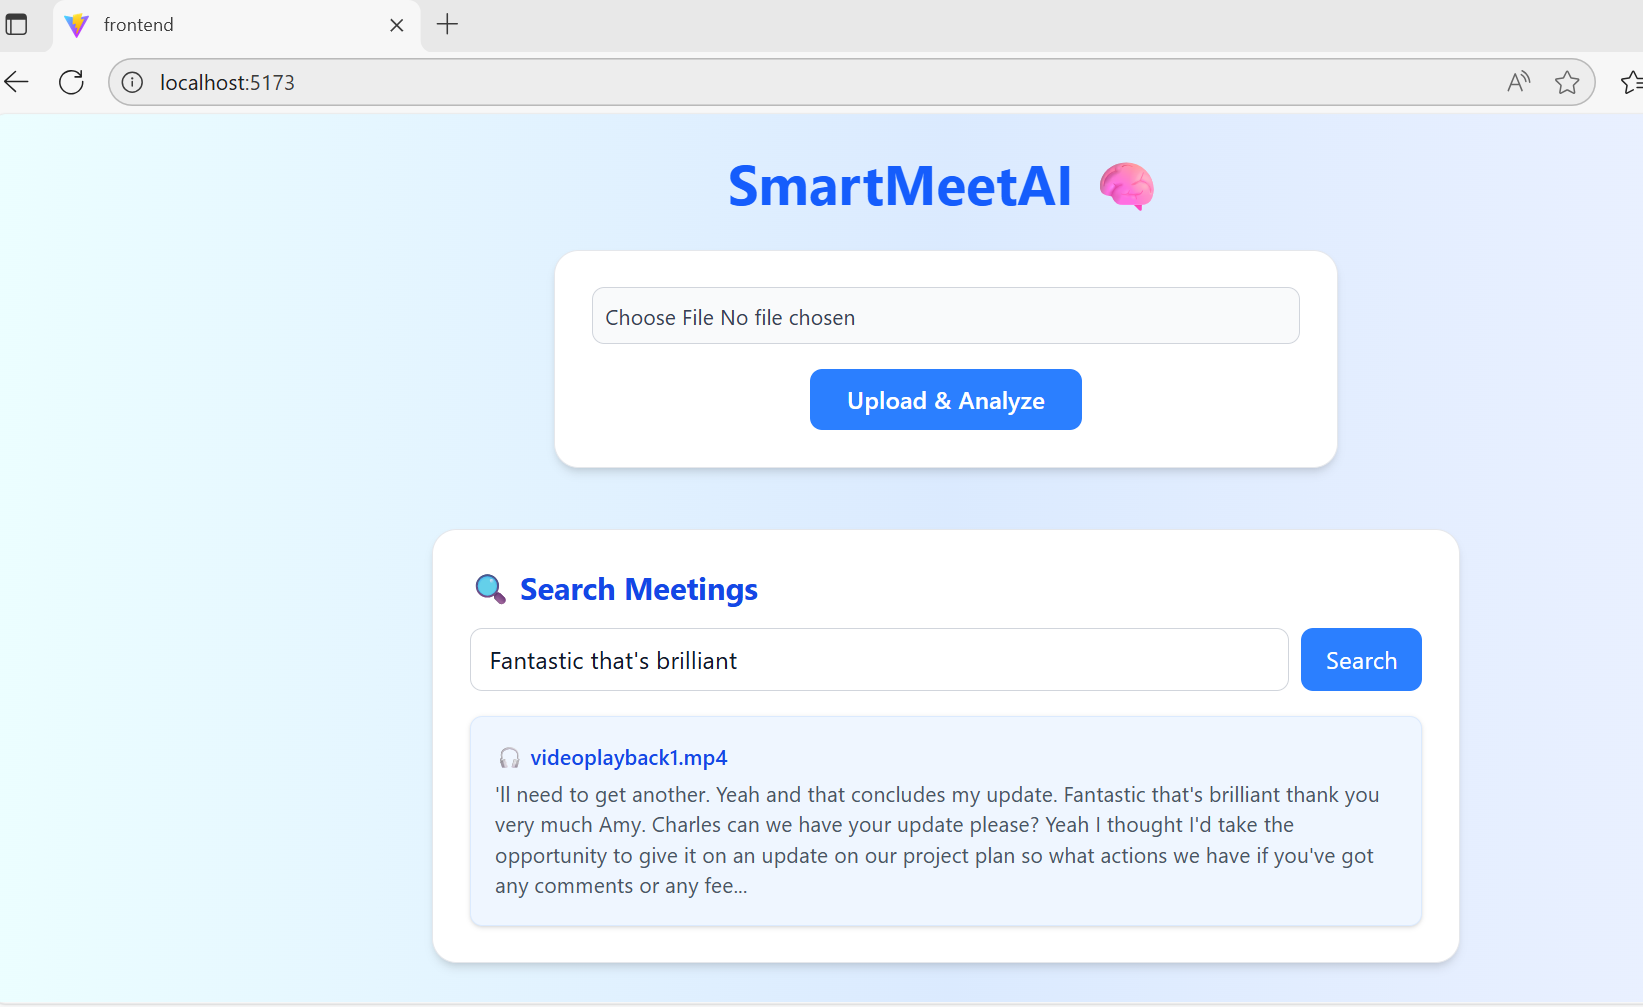 frontend
localhost:5173
SmartMeetAI
Choose File No file chosen
Upload & Analyze
Search Meetings
Fantastic that's brilliant
Search
videoplayback1.mp4
'll need to get another. Yeah and that concludes my update. Fantastic that's brilliant thank you
very much Amy. Charles can we have your update please? Yeah I thought I'd take the
opportunity to give it on an update on our project plan so what actions we have if you've got
any comments or any fee...